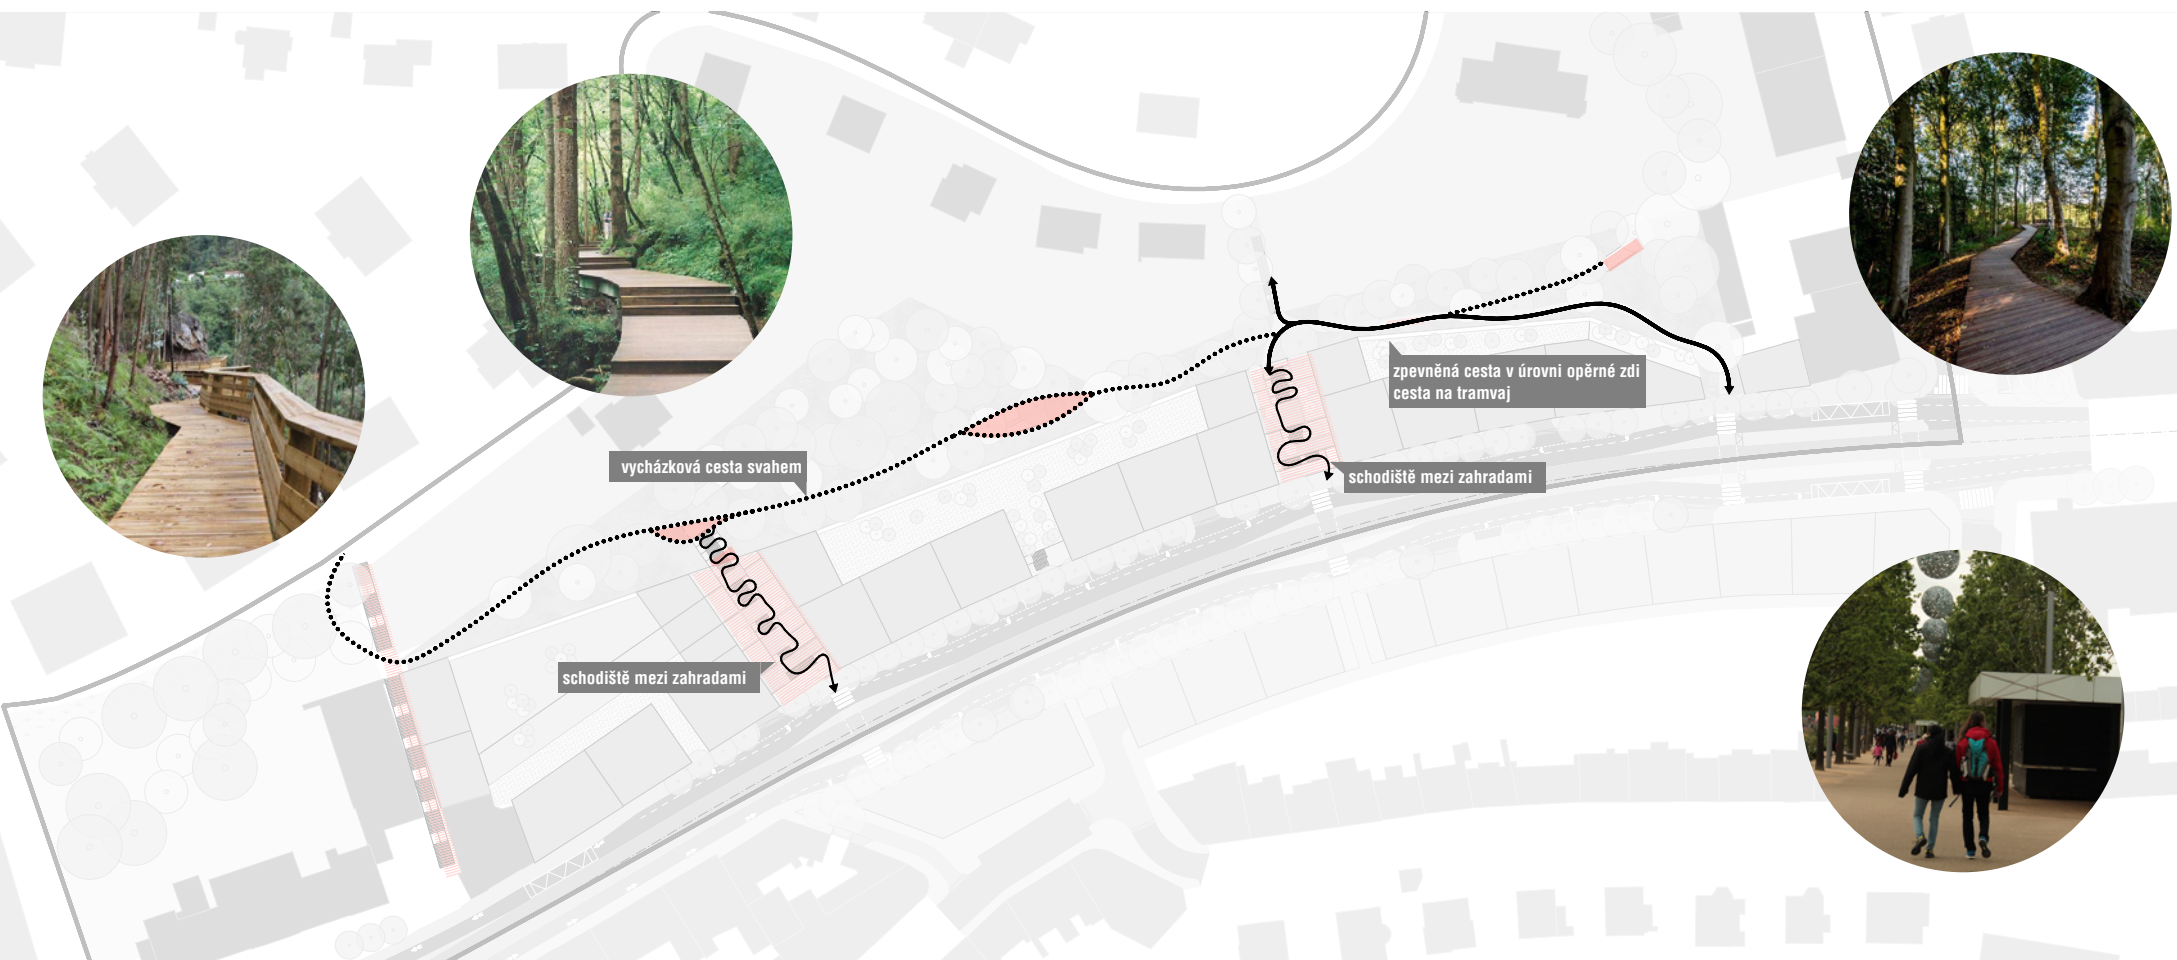 zpevněná cesta v úrovni opěrné zdi
cesta na tramvaj
vycházková cesta svahem
schodiště mezi zahradami
schodiště mezi zahradami